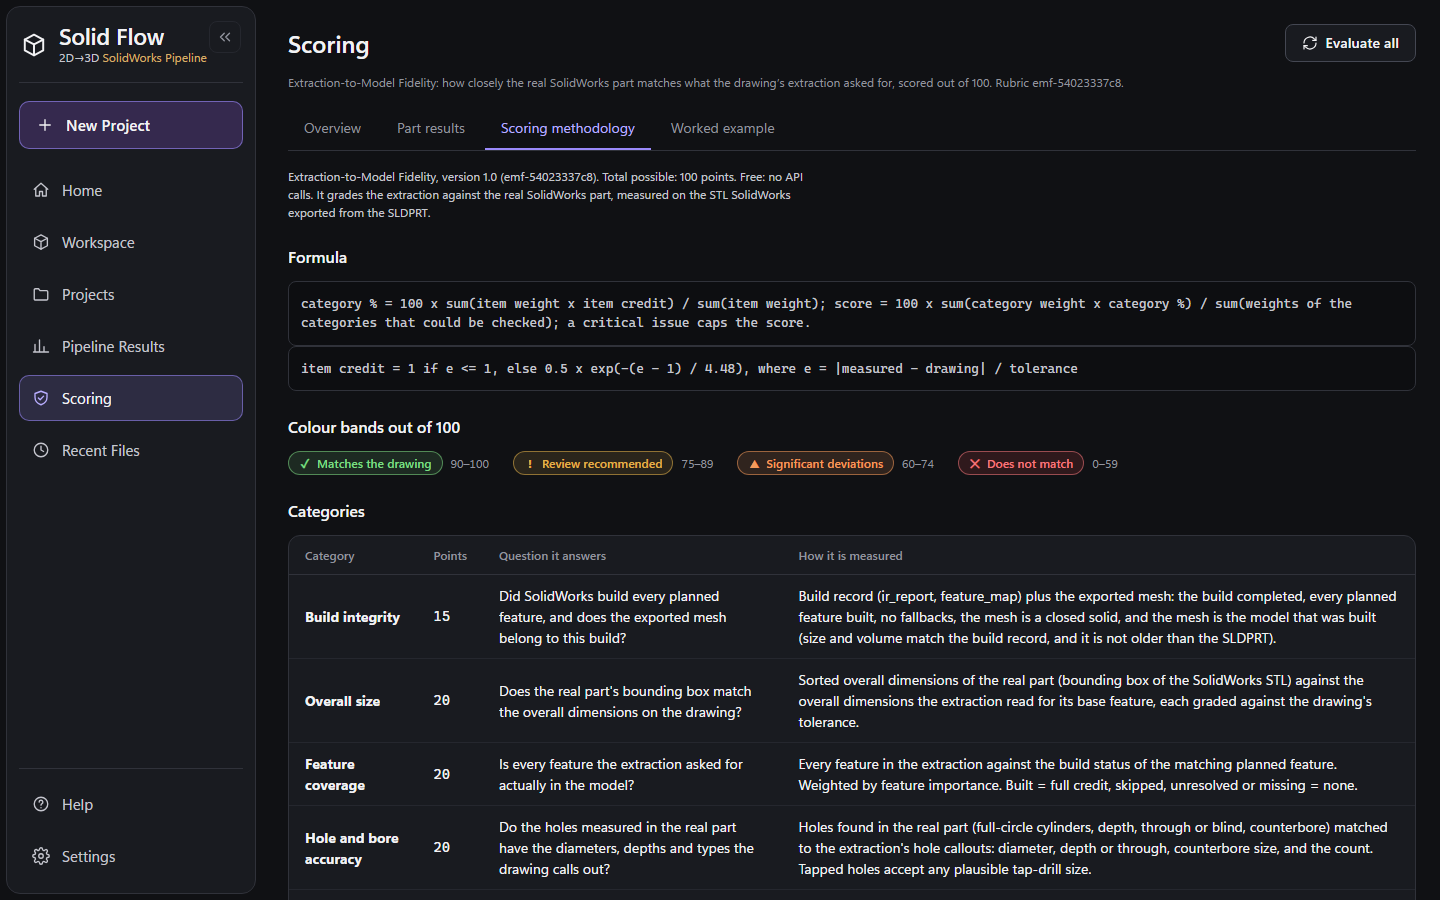 Solid Flow
2D→3D SolidWorks Pipeline
New Project
Home
Workspace
Projects
Pipeline Results
Scoring
Recent Files
Help
Settings
Scoring
Evaluate all
Extraction-to-Model Fidelity: how closely the real SolidWorks part matches what the drawing's extraction asked for, scored out of 100. Rubric emf-54023337c8.
Overview
Part results
Scoring methodology
Worked example
Extraction-to-Model Fidelity, version 1.0 (emf-54023337c8). Total possible: 100 points. Free: no API
calls. It grades the extraction against the real SolidWorks part, measured on the STL SolidWorks
exported from the SLDPRT.
Formula
category % = 100 x sum(item weight x item credit) / sum(item weight); score = 100 x sum(category weight x category %) / sum(weights of the
categories that could be checked); a critical issue caps the score.
item credit = 1 if e <= 1, else 0.5 x exp(-(e - 1) / 4.48), where e = |measured - drawing| / tolerance
Colour bands out of 100
✓ Matches the drawing 90–100
! Review recommended 75–89
▲ Significant deviations 60–74
✕ Does not match 0–59
Categories
Category Points Question it answers How it is measured
Build integrity
15
Did SolidWorks build every planned
feature, and does the exported mesh
belong to this build?
Build record (ir_report, feature_map) plus the exported mesh: the build completed, every planned
feature built, no fallbacks, the mesh is a closed solid, and the mesh is the model that was built
(size and volume match the build record, and it is not older than the SLDPRT).
Overall size
20
Does the real part's bounding box match
the overall dimensions on the drawing?
Sorted overall dimensions of the real part (bounding box of the SolidWorks STL) against the
overall dimensions the extraction read for its base feature, each graded against the drawing's
tolerance.
Feature
coverage
20
Is every feature the extraction asked for
actually in the model?
Every feature in the extraction against the build status of the matching planned feature.
Weighted by feature importance. Built = full credit, skipped, unresolved or missing = none.
Hole and bore
accuracy
20
Do the holes measured in the real part
have the diameters, depths and types the
drawing calls out?
Holes found in the real part (full-circle cylinders, depth, through or blind, counterbore) matched
to the extraction's hole callouts: diameter, depth or through, counterbore size, and the count.
Tapped holes accept any plausible tap-drill size.